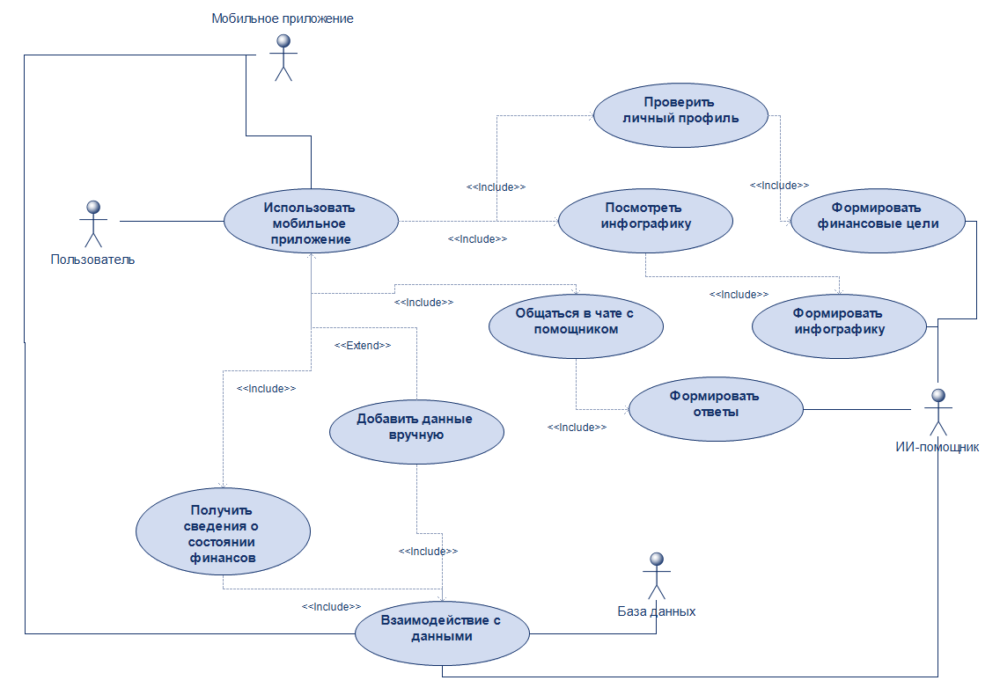 Мобильное приложение
Проверить
личный профиль
<<Include>>
<<Include>>
Пользователь
Использовать
мобильное
приложение
<<Include>>
Посмотреть
инфографику
Формировать
финансовые цели
<<Include>>
<<Include>>
Общаться в чате с
помощником
Формировать
инфографику
<<Extend>>
<<Include>>
Формировать
ответы
Добавить данные
вручную
<<Include>>
ИИ-помощник
Получить
сведения о
состоянии
финансов
<<Include>>
<<Include>>
База данных
Взаимодействие с
данными